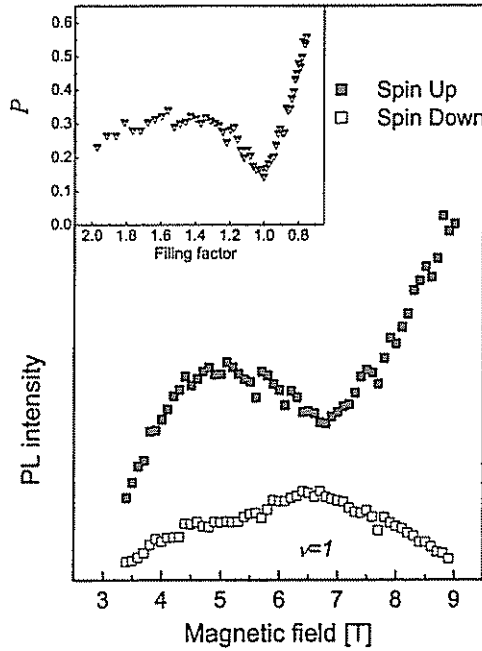 0.6
0.5
0.4
0.3
0.2
0.1
0.0
P
2.0 1.8 1.6 1.4 1.2 1.0 0.8
Filing factor
Spin Up
Spin Down
PL intensity
ν=1
3 4 5 6 7 8 9
Magnetic field [T]